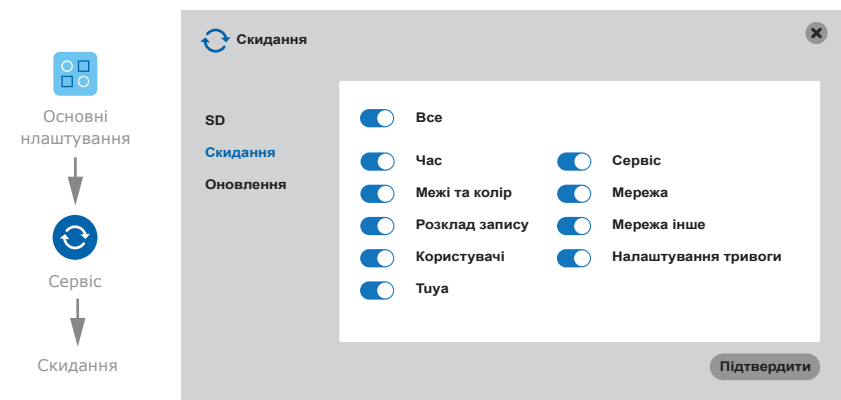 Основні
нлаштування
Сервіс
Скидання
Скидання
SD
Скидання
Оновлення
Все
Час
Сервіс
Межі та колір
Мережа
Розклад запису
Мережа інше
Користувачі
Налаштування тривоги
Tuya
Підтвердити